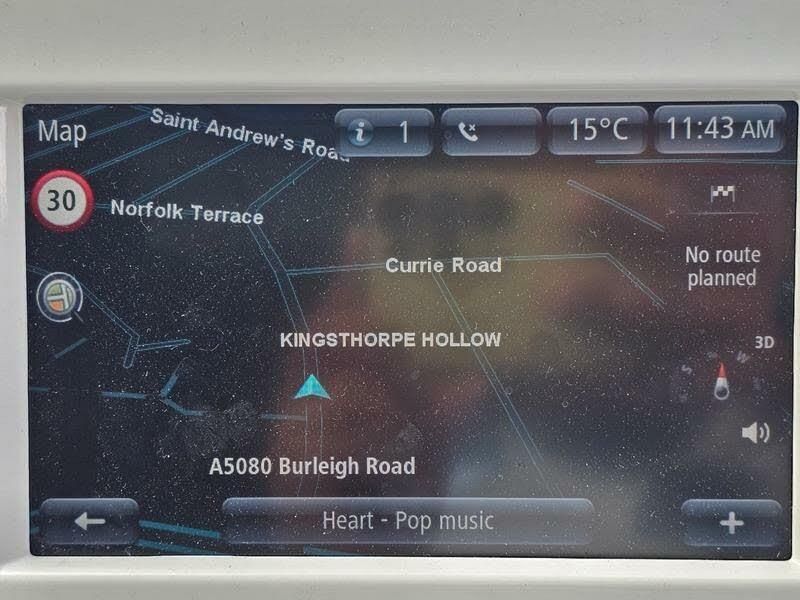 Map
Saint Andrew's Road
1
15°C
11:43 AM
30
Norfolk Terrace
Currie Road
No route
planned
KINGSTHORPE HOLLOW
3D
S
W
A5080 Burleigh Road
Heart - Pop music